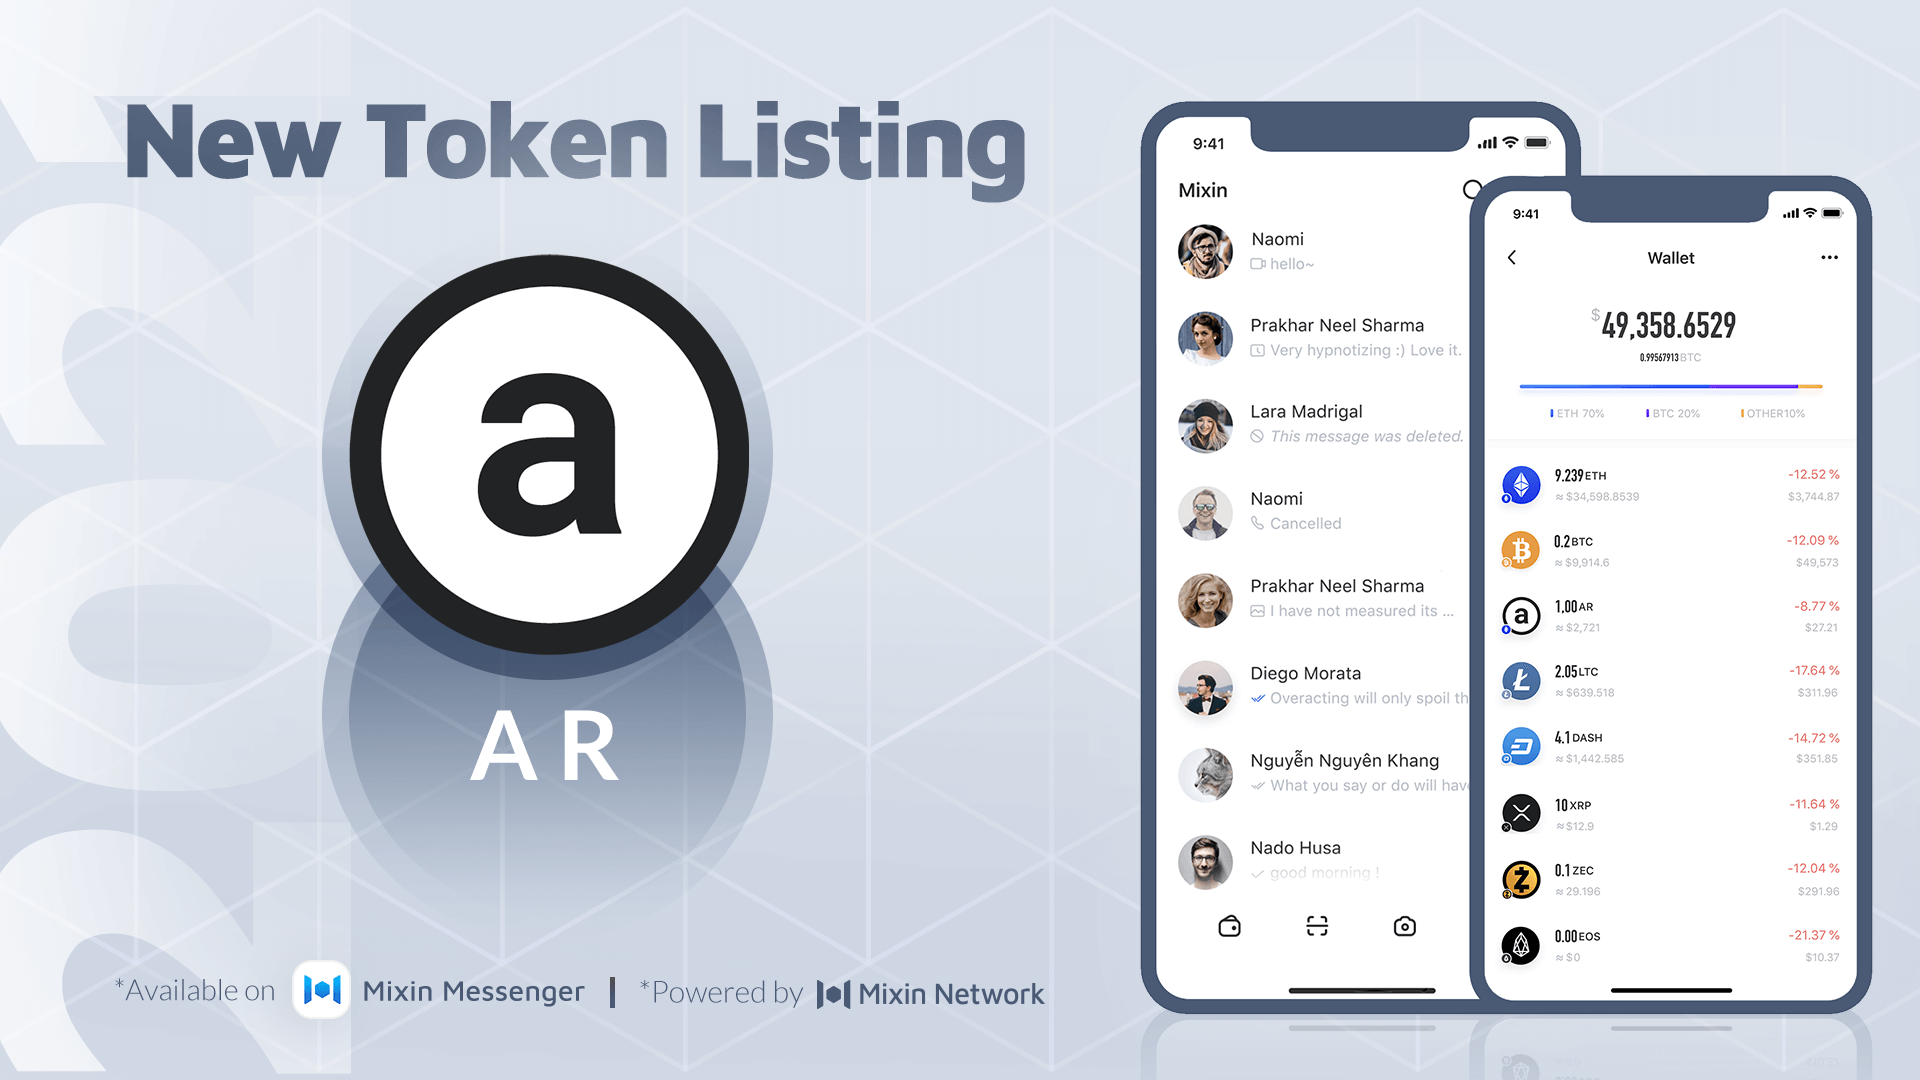 New Token Listing
a
AR
*Available on Mixin Messenger | *Powered by Mixin Network
9:41
Mixin
Naomi
hello~
Prakhar Neel Sharma
Very hypnotizing :) Love it.
Lara Madrigal
This message was deleted.
Naomi
Cancelled
Prakhar Neel Sharma
I have not measured its ...
Diego Morata
Overacting will only spoil th
Nguyễn Nguyên Khang
What you say or do will have
Nado Husa
good morning !
9:41
Wallet
$49,358.6529
0.99567913 BTC
ETH 70% BTC 20% OTHER10%
9.239 ETH -12.52 %
≈ $34,598.8539 $3,744.87
0.2 BTC -12.09 %
≈ $9,914.6 $49,573
1.00 AR -8.77 %
≈ $2,721 $27.21
2.05 LTC -17.64 %
≈ $639.518 $311.96
4.1 DASH -14.72 %
≈ $1,442.585 $351.85
10 XRP -11.64 %
≈ $12.9 $1.29
0.1 ZEC -12.04 %
≈ 29.196 $291.96
0.00 EOS -21.37 %
≈ $0 $10.37